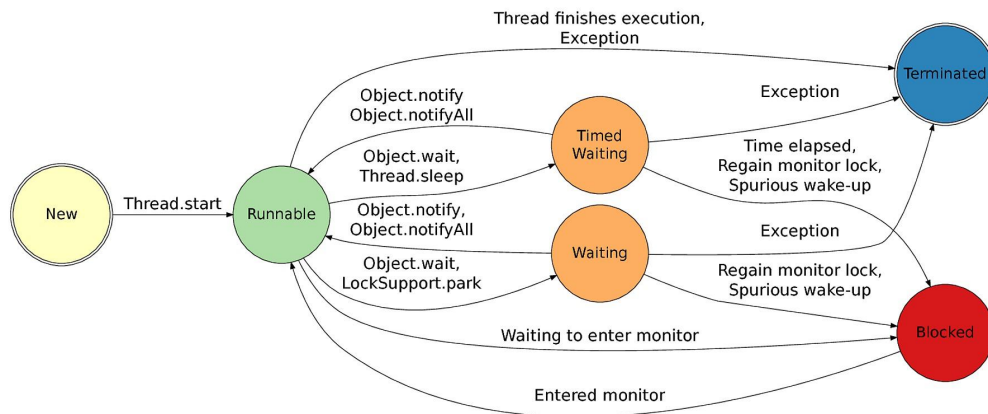 Thread finishes execution,
Exception
Terminated
Object.notify
Object.notifyAll
Exception
Timed
Waiting
Object.wait,
Thread.sleep
Time elapsed,
Regain monitor lock,
Spurious wake-up
New
Thread.start
Runnable
Object.notify,
Object.notifyAll
Waiting
Exception
Object.wait,
LockSupport.park
Regain monitor lock,
Spurious wake-up
Waiting to enter monitor
Blocked
Entered monitor